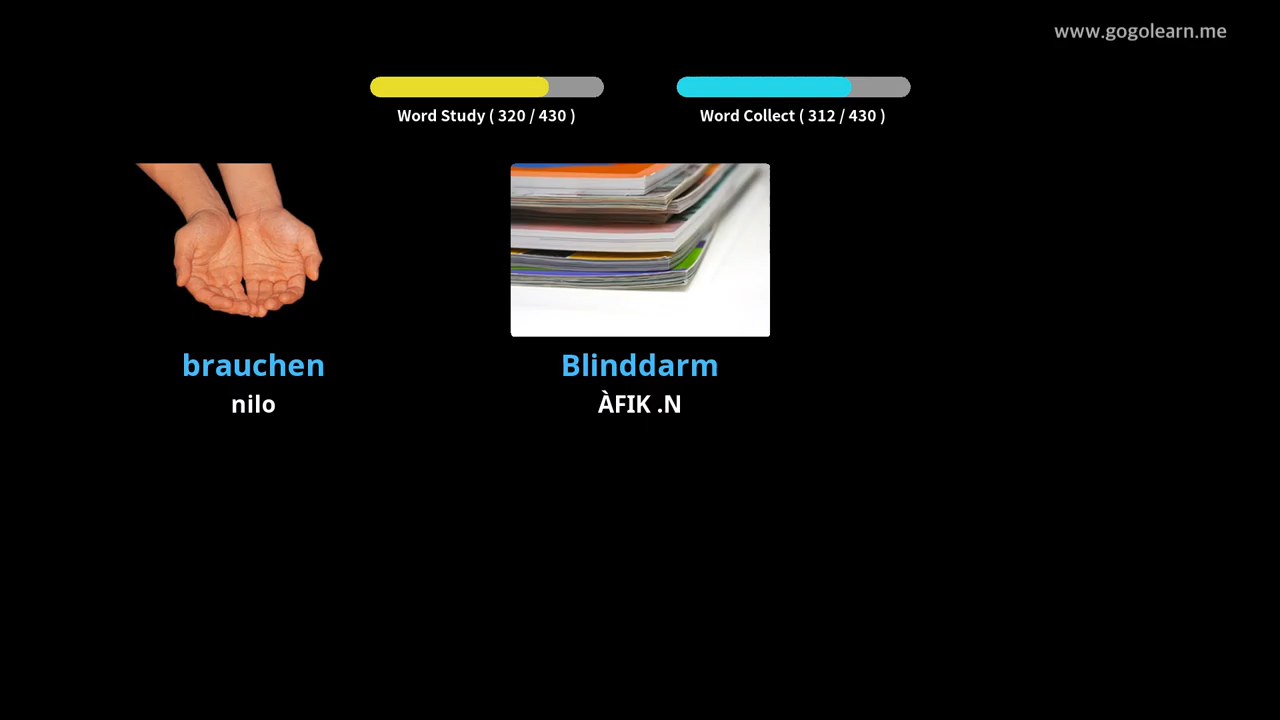 www.gogolearn.me
Word Study ( 320 / 430 )
Word Collect ( 312 / 430 )
brauchen
nilo
Blinddarm
ÀFIK .N